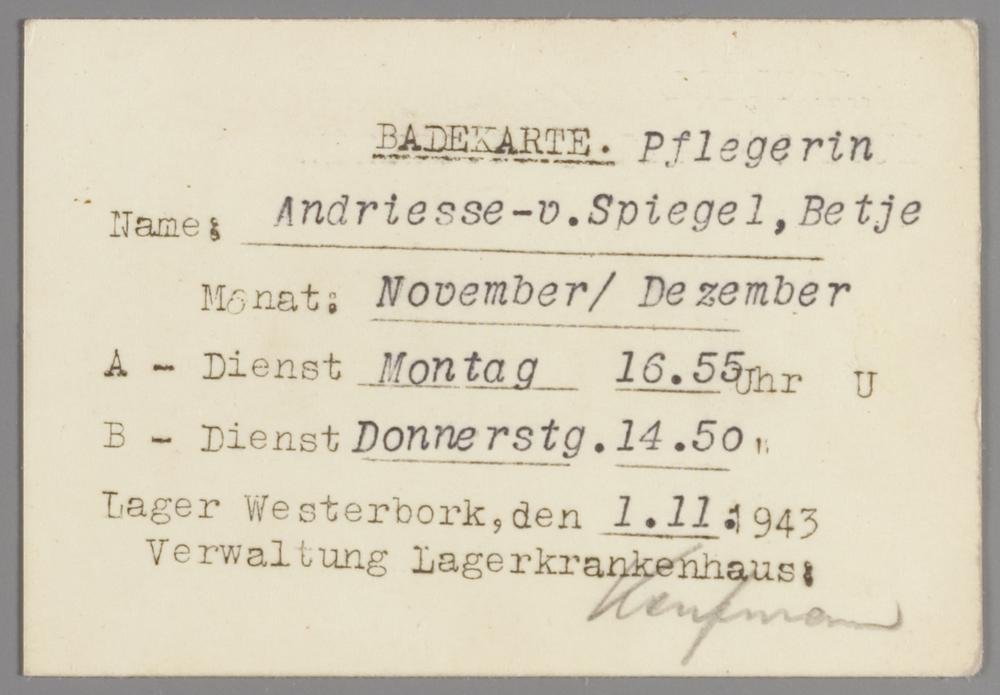 BADEKARTE. Pflegerin
Name: Andriesse-v.Spiegel,Betje
Monat: November/ Dezember
A - Dienst Montag 16.55 Uhr U
B - Dienst Donnerstg. 14.50 "
Lager Westerbork, den 1.11.1943
Verwaltung Lagerkrankenhaus: